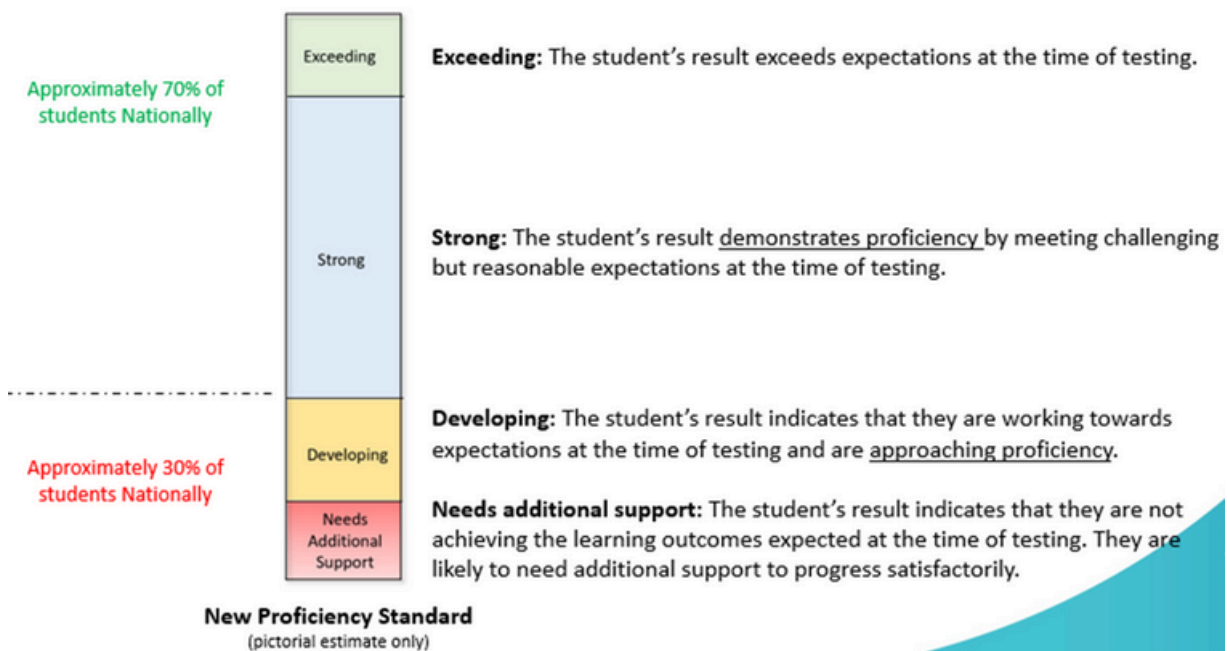 Approximately 70% of
students Nationally
Exceeding
Exceeding: The student’s result exceeds expectations at the time of testing.
Strong
Strong: The student’s result demonstrates proficiency by meeting challenging
but reasonable expectations at the time of testing.
Approximately 30% of
students Nationally
Developing
Developing: The student’s result indicates that they are working towards
expectations at the time of testing and are approaching proficiency.
Needs
Additional
Support
Needs additional support: The student’s result indicates that they are not
achieving the learning outcomes expected at the time of testing. They are
likely to need additional support to progress satisfactorily.
New Proficiency Standard
(pictorial estimate only)